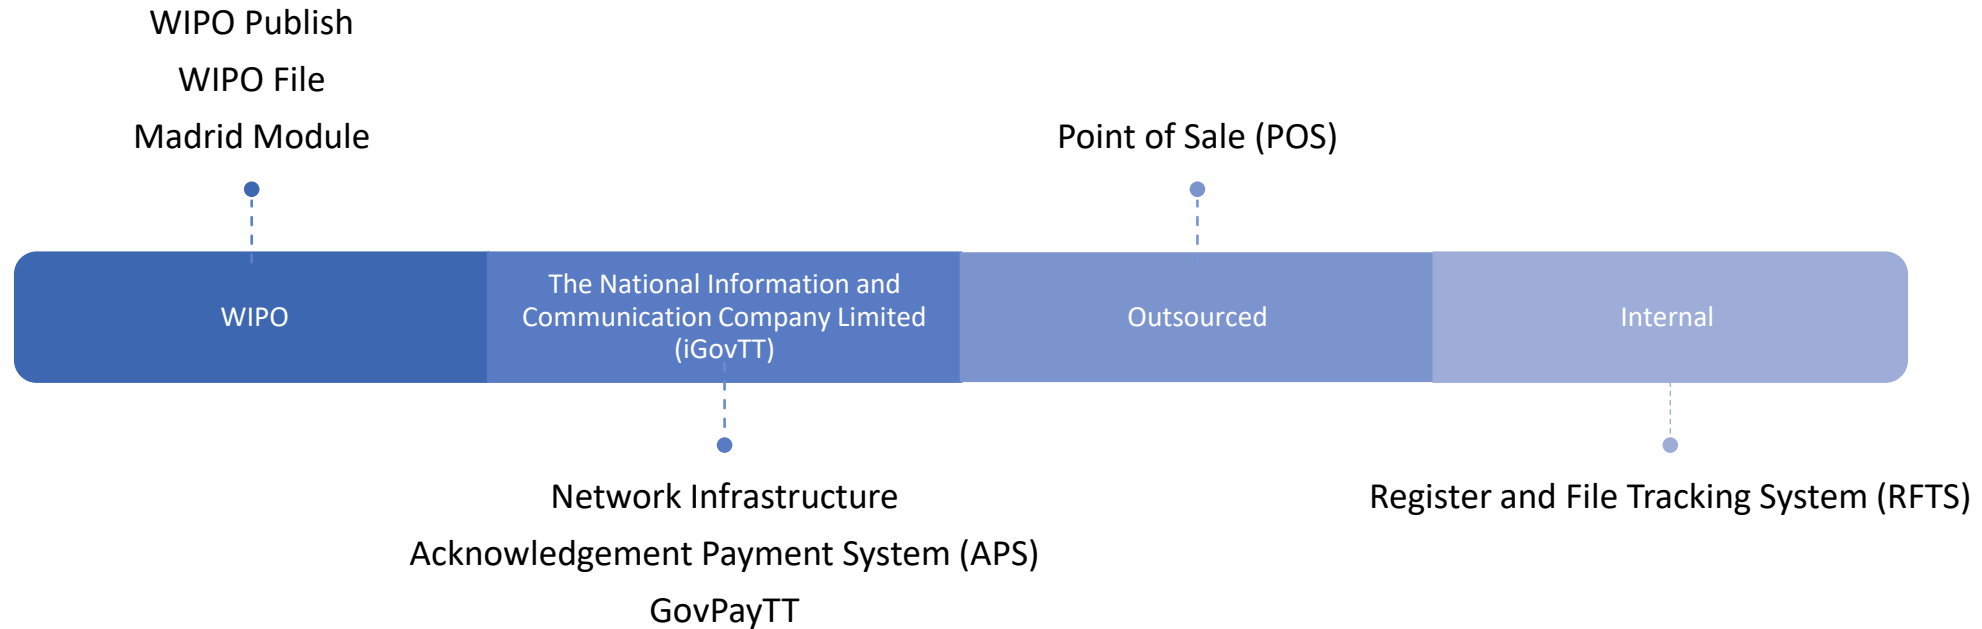 WIPO Publish
WIPO File
Madrid Module
Point of Sale (POS)
WIPO
The National Information and
Communication Company Limited
(iGovTT)
Outsourced
Internal
Network Infrastructure
Acknowledgement Payment System (APS)
GovPayTT
Register and File Tracking System (RFTS)